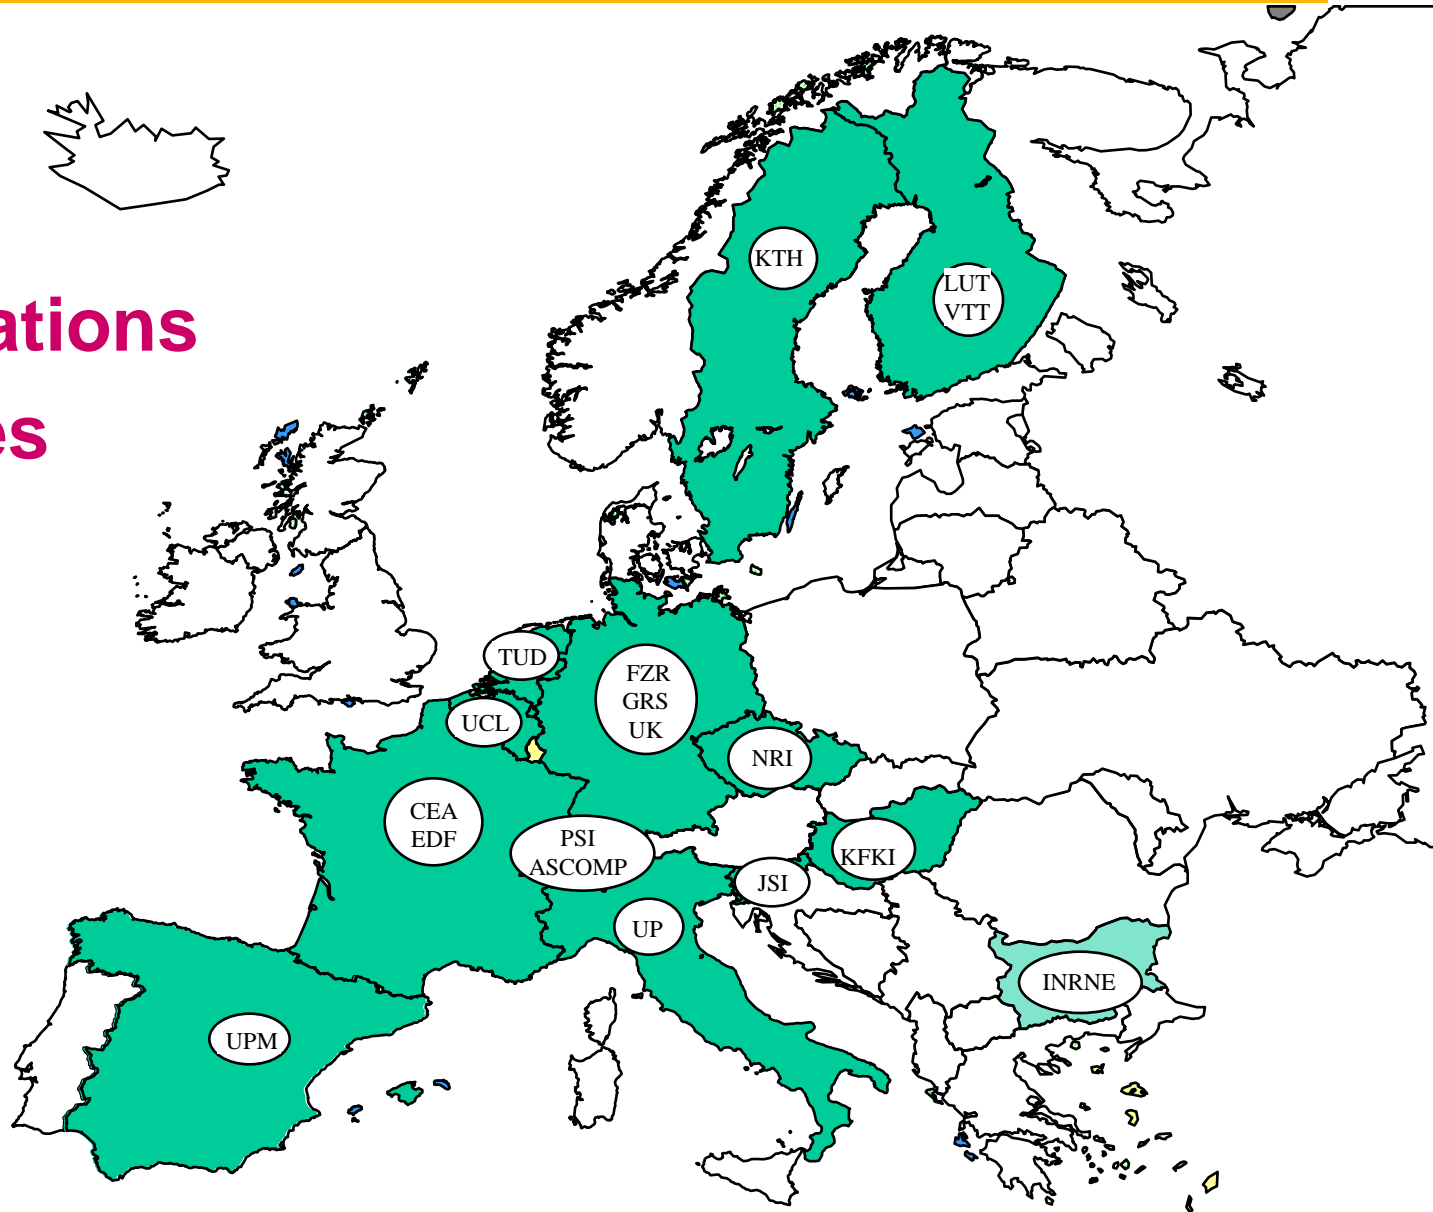 ations
es
KTH
LUT
VTT
TUD
FZR
GRS
UK
UCL
NRI
CEA
EDF
PSI
ASCOMP
KFKI
JSI
UP
INRNE
UPM